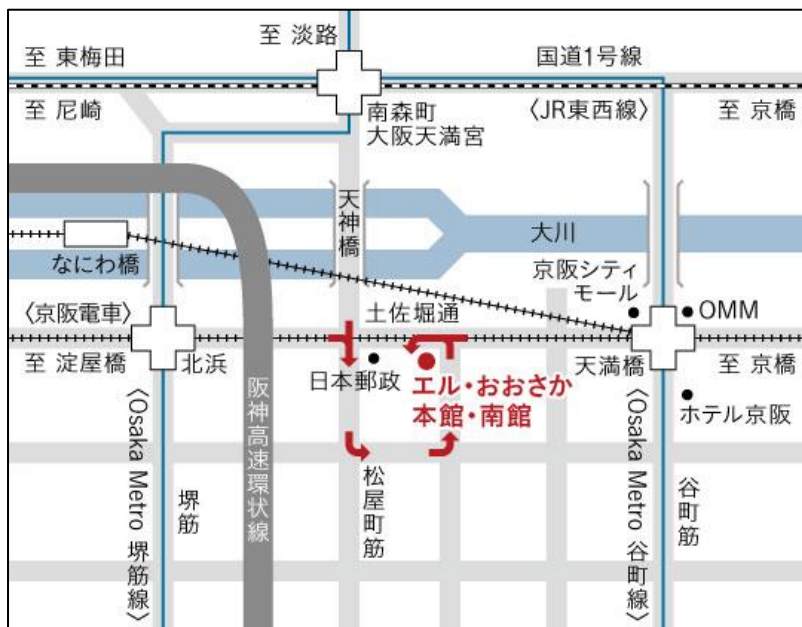 至 淡路
至 東梅田
国道1号線
至 尼崎
南森町
大阪天満宮
〈JR東西線〉
至 京橋
天神橋
大川
なにわ橋
京阪シティ
モール
〈京阪電車〉
土佐堀通
OMM
至 淀屋橋
北浜
日本郵政
エル・おおさか
本館・南館
天満橋
至 京橋
ホテル京阪
阪神高速環状線
〈Osaka Metro 堺筋線〉
堺筋
松屋町筋
〈Osaka Metro 谷町線〉
谷町筋